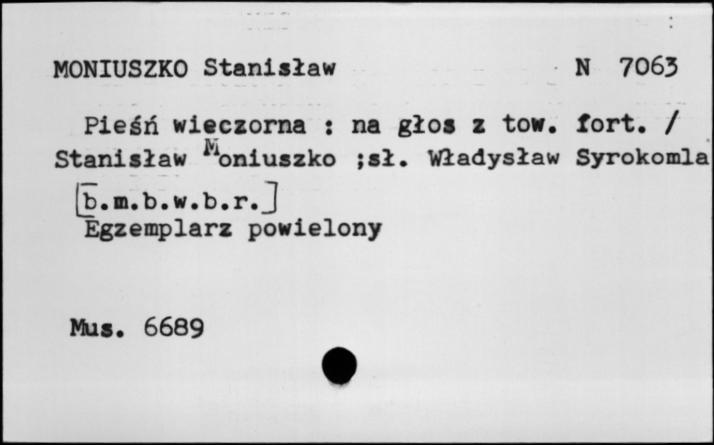 MONIUSZKO Stanisław N 7063
Pieśń wieczorna : na głos z tow. fort. /
Stanisław Moniuszko ;sł. Władysław Syrokomla
[b.m.b.w.b.r.]
Egzemplarz powielony
Mus. 6689